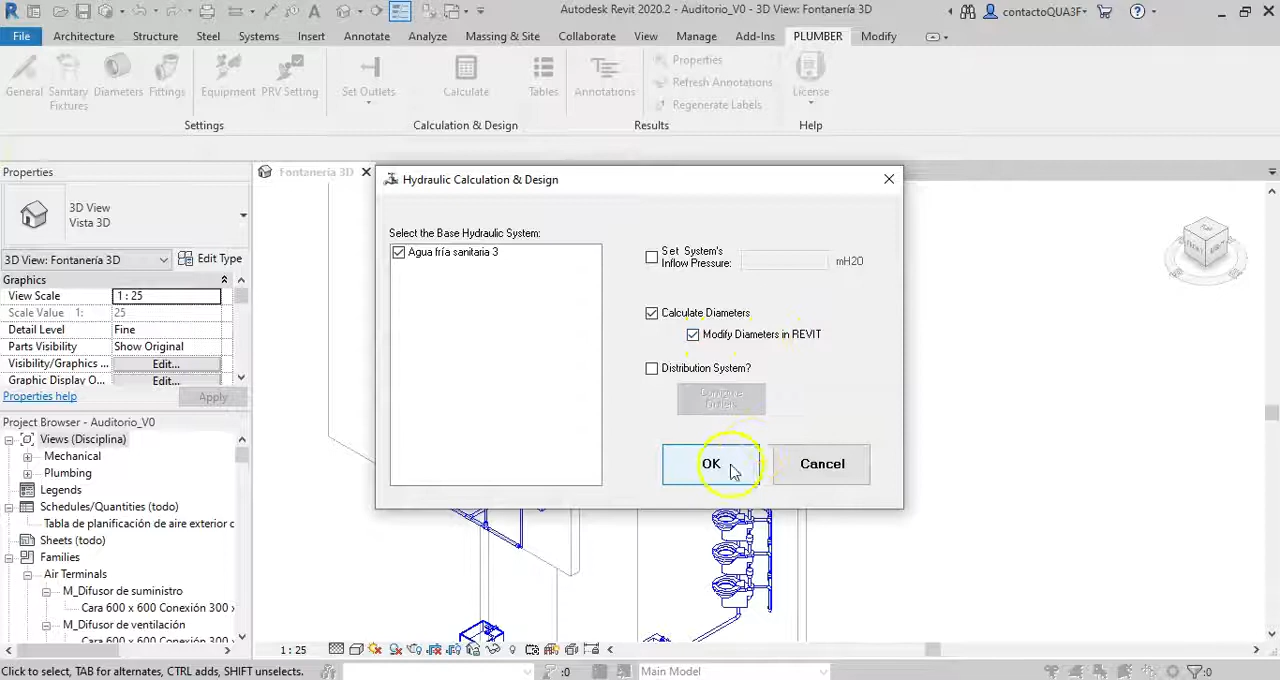 Autodesk Revit 2020.2 - Auditorio_V0 - 3D View: Fontanería 3D
contactoQUA3F
File Architecture Structure Steel Systems Insert Annotate Analyze Massing & Site Collaborate View Manage Add-Ins PLUMBER Modify
General
Sanitary
Fixtures
Diameters
Fittings
Equipment
PRV Setting
Set Outlets
Calculate
Tables
Annotations
Properties
Refresh Annotations
Regenerate Labels
License
Settings
Calculation & Design
Results
Help
Properties
Fontanería 3D
3D View
Vista 3D
3D View: Fontanería 3D
Edit Type
Graphics
View Scale 1 : 25
Scale Value 1: 25
Detail Level Fine
Parts Visibility Show Original
Visibility/Graphics ... Edit...
Graphic Display O... Edit...
Properties help
Apply
Project Browser - Auditorio_V0
Views (Disciplina)
Mechanical
Plumbing
Legends
Schedules/Quantities (todo)
Tabla de planificación de aire exterior c
Sheets (todo)
Families
Air Terminals
M_Difusor de suministro
Cara 600 x 600 Conexión 300 x
M_Difusor de ventilación
Cara 600 x 600 Conexión 300 x
Hydraulic Calculation & Design
Select the Base Hydraulic System:
Agua fría sanitaria 3
Set System's
Inflow Pressure:
mH20
Calculate Diameters
Modify Diameters in REVIT
Distribution System?
OK
Cancel
1 : 25
Click to select, TAB for alternates, CTRL adds, SHIFT unselects.
:0
Main Model
:0